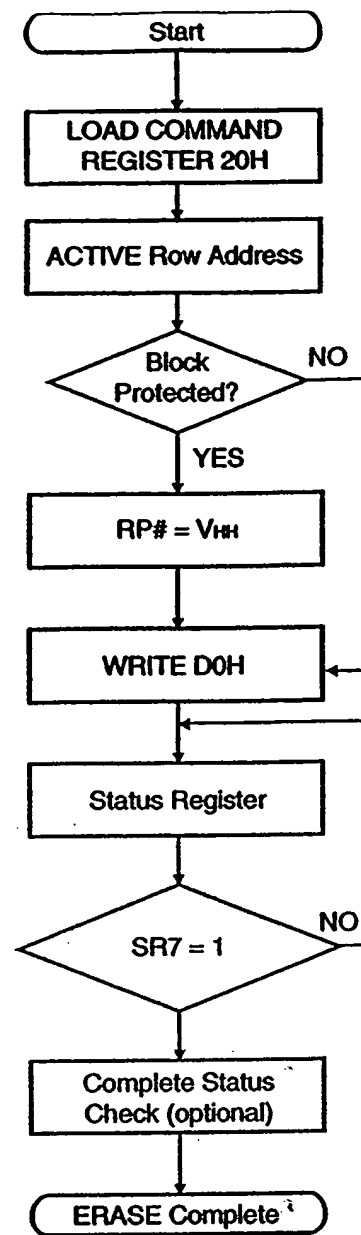 Start
LOAD COMMAND
REGISTER 20H
ACTIVE Row Address
Block
Protected?
NO
YES
RP# = VHH
WRITE D0H
Status Register
SR7 = 1
NO
Complete Status
Check (optional)
ERASE Complete